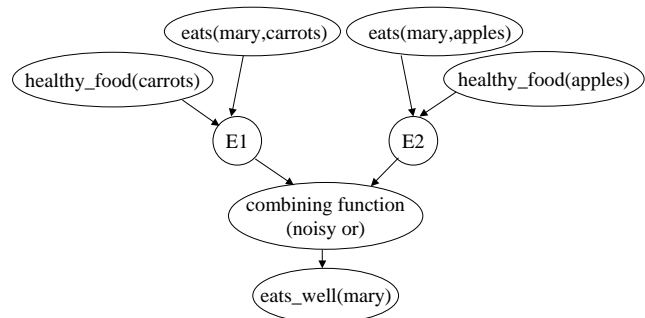 eats(mary,carrots)
eats(mary,apples)
healthy_food(carrots)
healthy_food(apples)
E1
E2
combining function
(noisy or)
eats_well(mary)